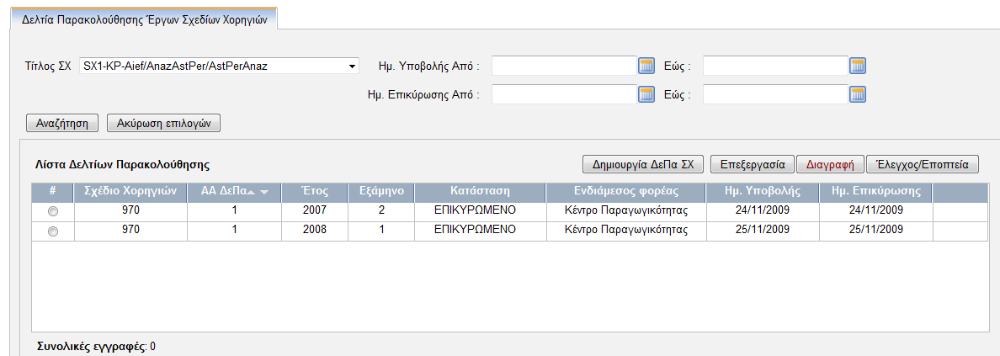 Δελτία Παρακολούθησης Έργων Σχεδίων Χορηγιών
Τίτλος ΣΧ SX1-KP-Aief/AnazAstPer/AstPerAnaz Ημ. Υποβολής Από : Εώς :
Ημ. Επικύρωσης Από : Εώς :
Αναζήτηση Ακύρωση επιλογών
Λίστα Δελτίων Παρακολούθησης Δημιουργία ΔεΠα ΣΧ Επεξεργασία Διαγραφή Έλεγχος/Εποπτεία
# Σχέδιο Χορηγιών ΑΑ ΔεΠα Έτος Εξάμηνο Κατάσταση Ενδιάμεσος φορέας Ημ. Υποβολής Ημ. Επικύρωσης
970 1 2007 2 ΕΠΙΚΥΡΩΜΕΝΟ Κέντρο Παραγωγικότητας 24/11/2009 24/11/2009
970 1 2008 1 ΕΠΙΚΥΡΩΜΕΝΟ Κέντρο Παραγωγικότητας 25/11/2009 25/11/2009
Συνολικές εγγραφές: 0